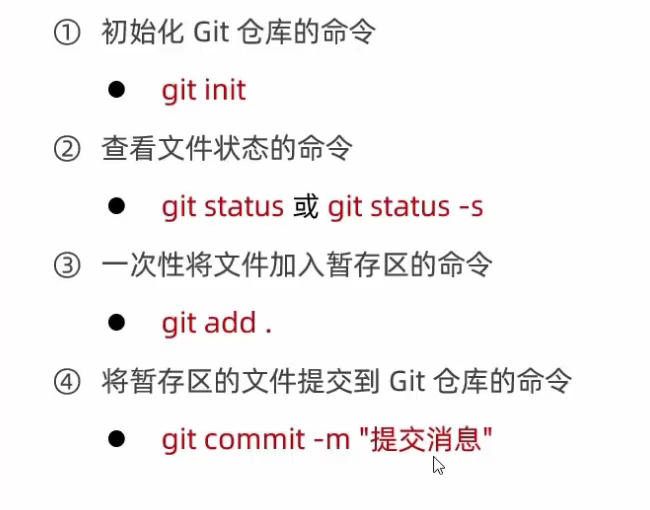 ① 初始化 Git 仓库的命令
● git init
② 查看文件状态的命令
● git status 或 git status -s
③ 一次性将文件加入暂存区的命令
● git add .
④ 将暂存区的文件提交到 Git 仓库的命令
● git commit -m "提交消息"